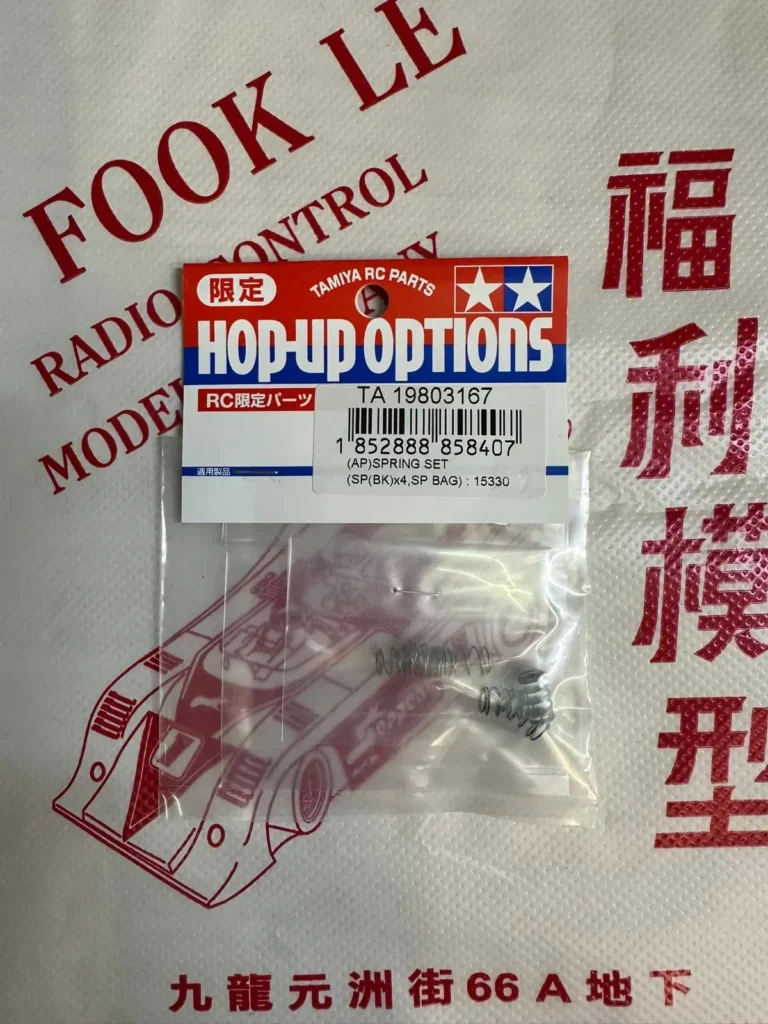 FOOK LE
RADIO CONTROL
MODE
福利模型
限定
TAMIYA RC PARTS
HOP-UP OPTIONS
RC限定パーツ
TA 19803167
1 852888 858407
(AP)SPRING SET
(SP(BK)x4,SP BAG) : 15330
適用製品
九龍元洲街66A地下